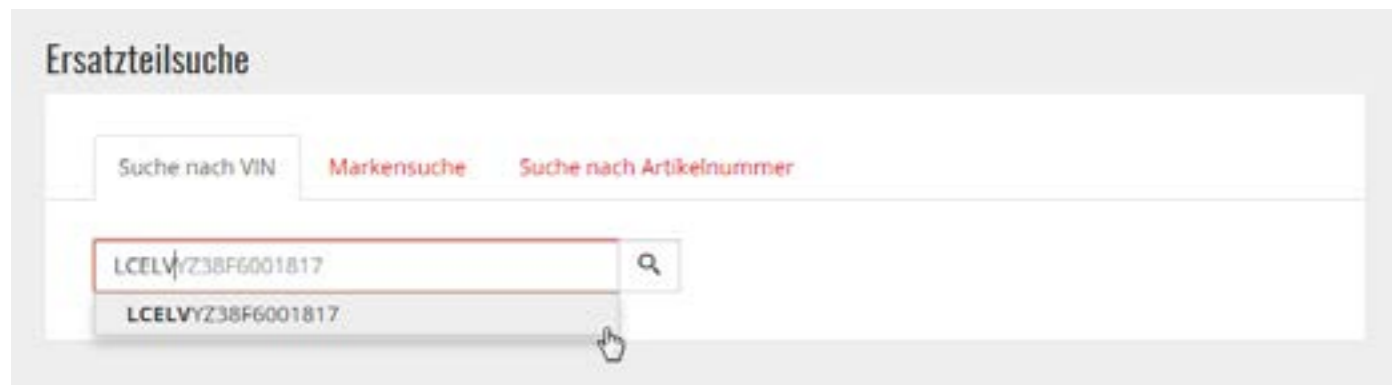 Ersatzteilsuche
Suche nach VIN Markensuche Suche nach Artikelnummer
LCELVYZ38F6001817
LCELVYZ38F6001817